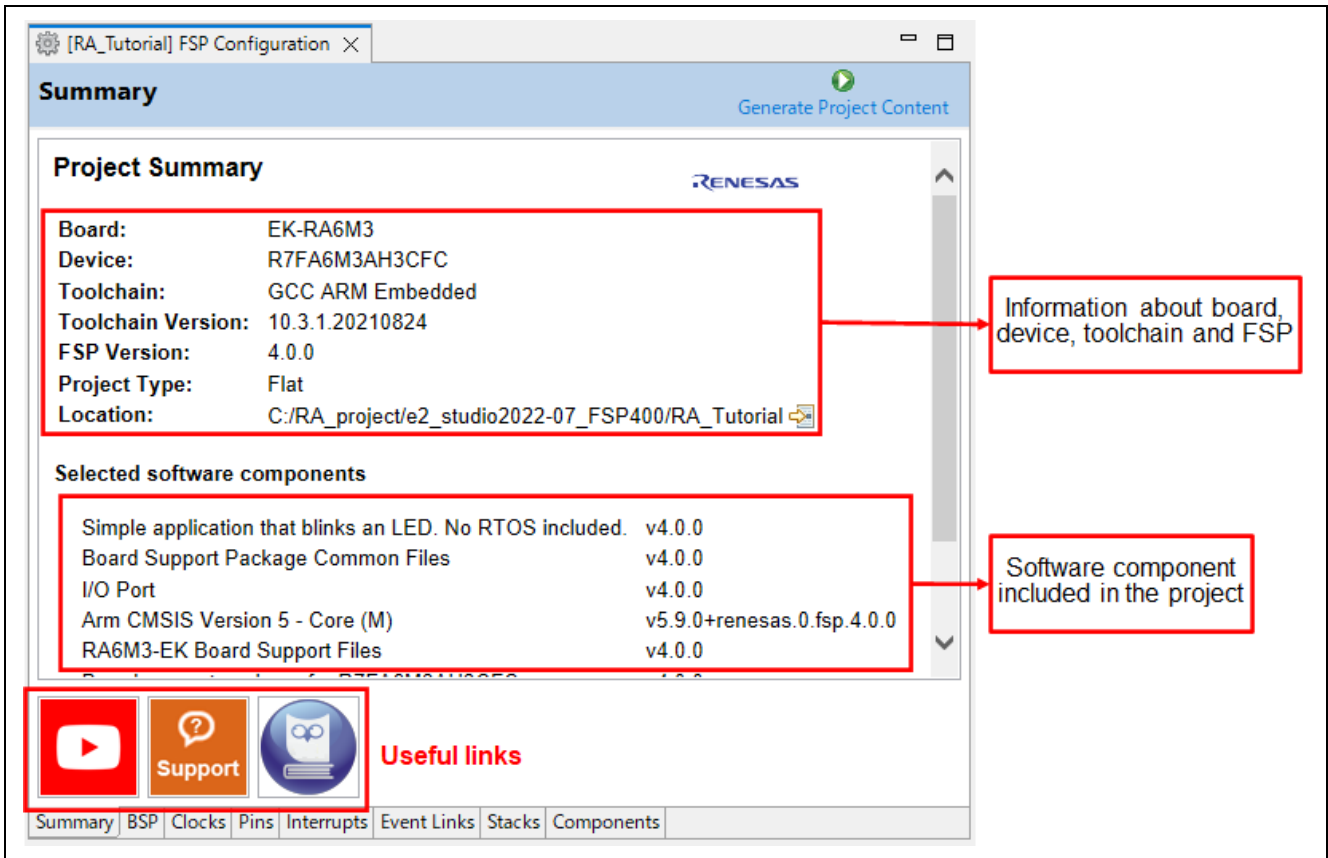 [RA_Tutorial] FSP Configuration
Summary
Generate Project Content
Project Summary
RENESAS
Board: EK-RA6M3
Device: R7FA6M3AH3CFC
Toolchain: GCC ARM Embedded
Toolchain Version: 10.3.1.20210824
FSP Version: 4.0.0
Project Type: Flat
Location: C:/RA_project/e2_studio2022-07_FSP400/RA_Tutorial
Information about board,
device, toolchain and FSP
Selected software components
Simple application that blinks an LED. No RTOS included. v4.0.0
Board Support Package Common Files v4.0.0
I/O Port v4.0.0
Arm CMSIS Version 5 - Core (M) v5.9.0+renesas.0.fsp.4.0.0
RA6M3-EK Board Support Files v4.0.0
Software component
included in the project
Support
Useful links
Summary BSP Clocks Pins Interrupts Event Links Stacks Components